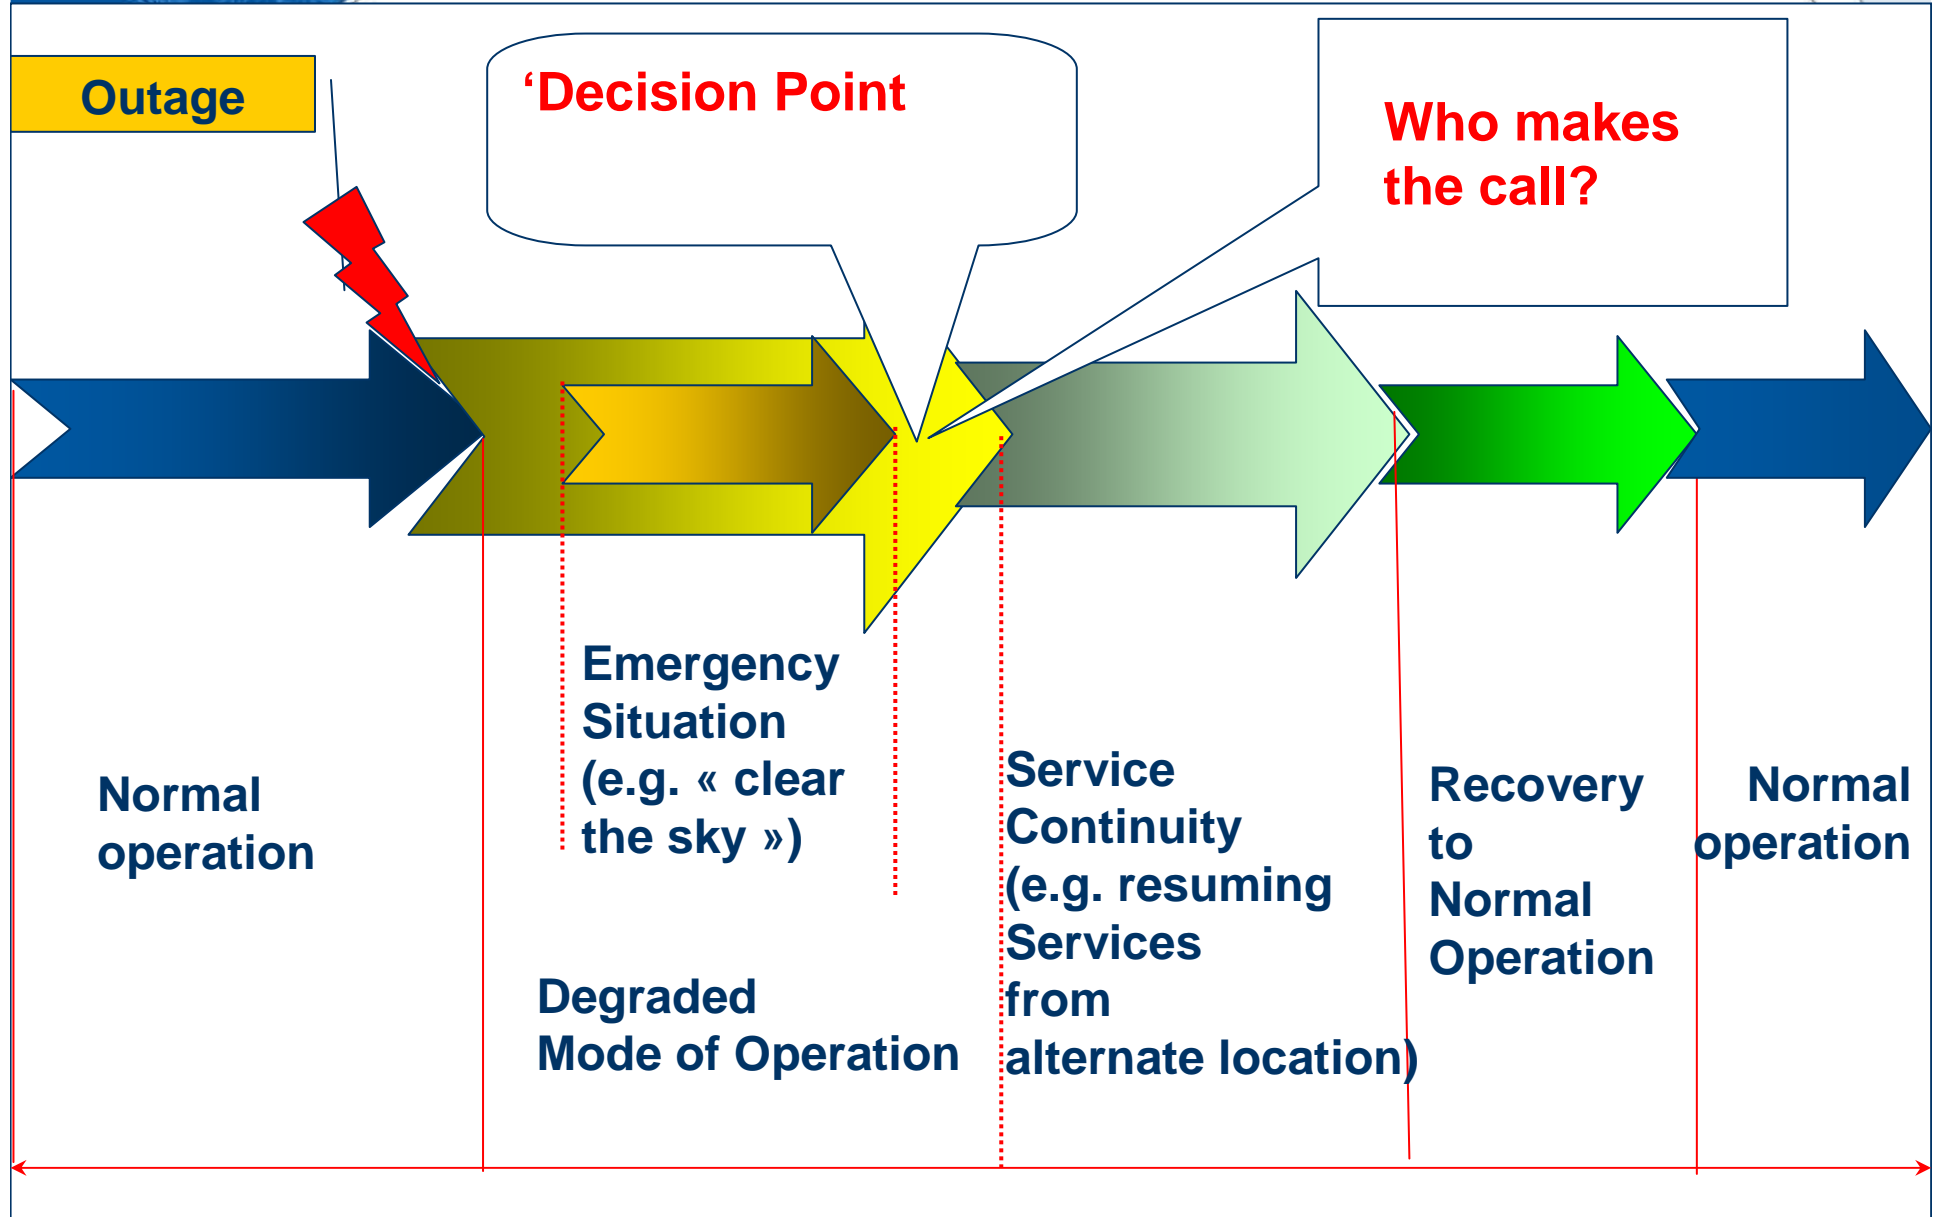 Outage
‘Decision Point
Who makes
the call?
Normal
operation
Emergency
Situation
(e.g. « clear
the sky »)
Degraded
Mode of Operation
Service
Continuity
(e.g. resuming
Services
from
alternate location)
Recovery
to
Normal
Operation
Normal
operation